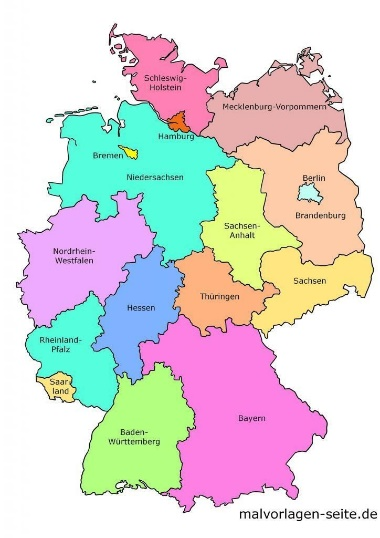 Schleswig-
Holstein
Mecklenburg-Vorpommern
Hamburg
Bremen
Niedersachsen
Berlin
Brandenburg
Sachsen-
Anhalt
Nordrhein-
Westfalen
Sachsen
Thüringen
Hessen
Rheinland-
Pfalz
Saar
land
Bayern
Baden-
Württemberg
malvorlagen-seite.de